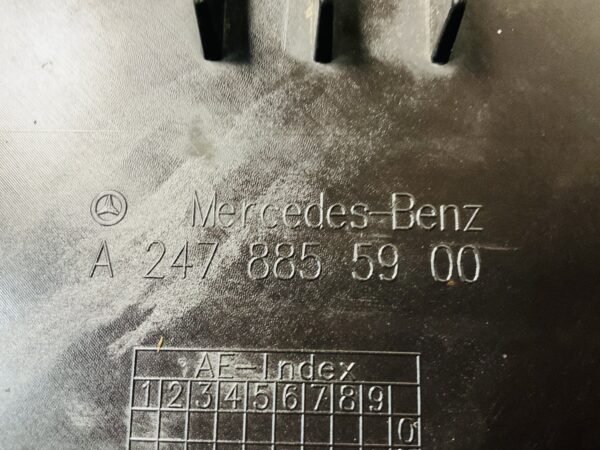 Mercedes-Benz
A 247 885 59 00
AE-Index
1 2 3 4 5 6 7 8 9
10